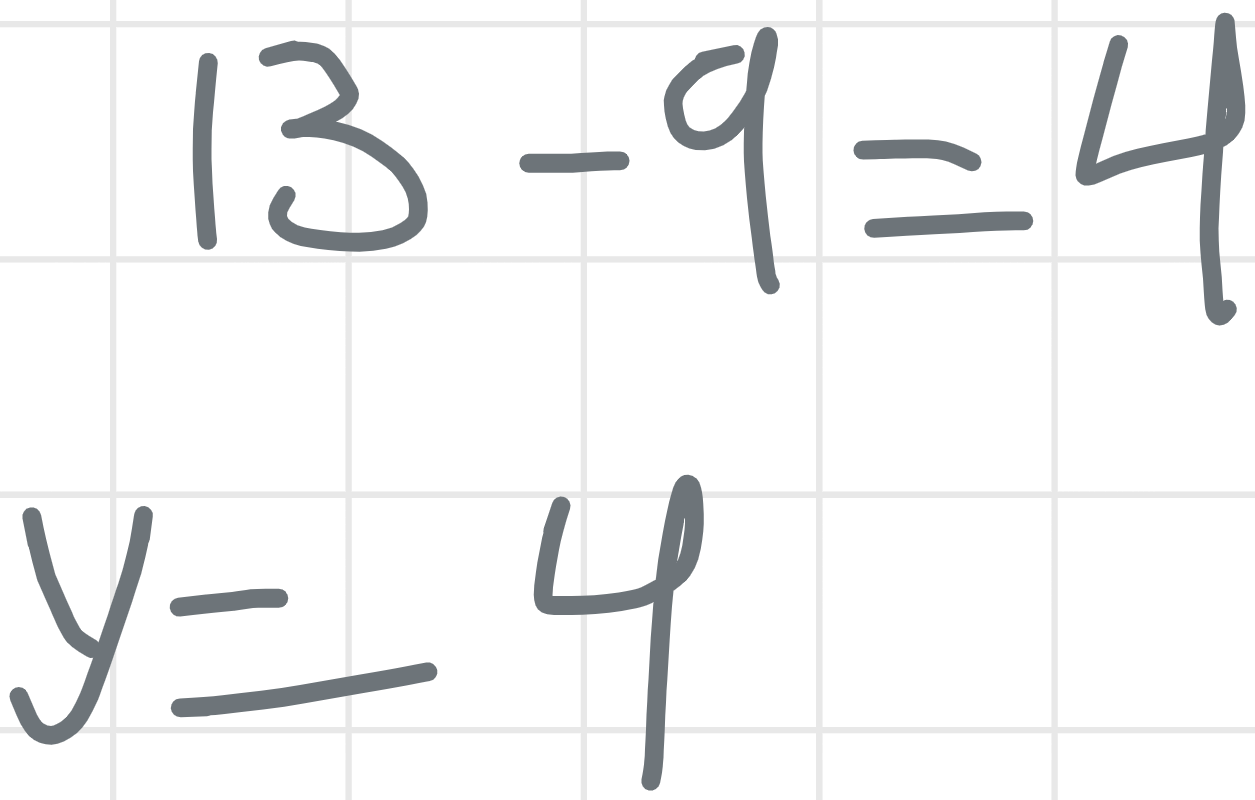 13 - 9 = 4
y = 4